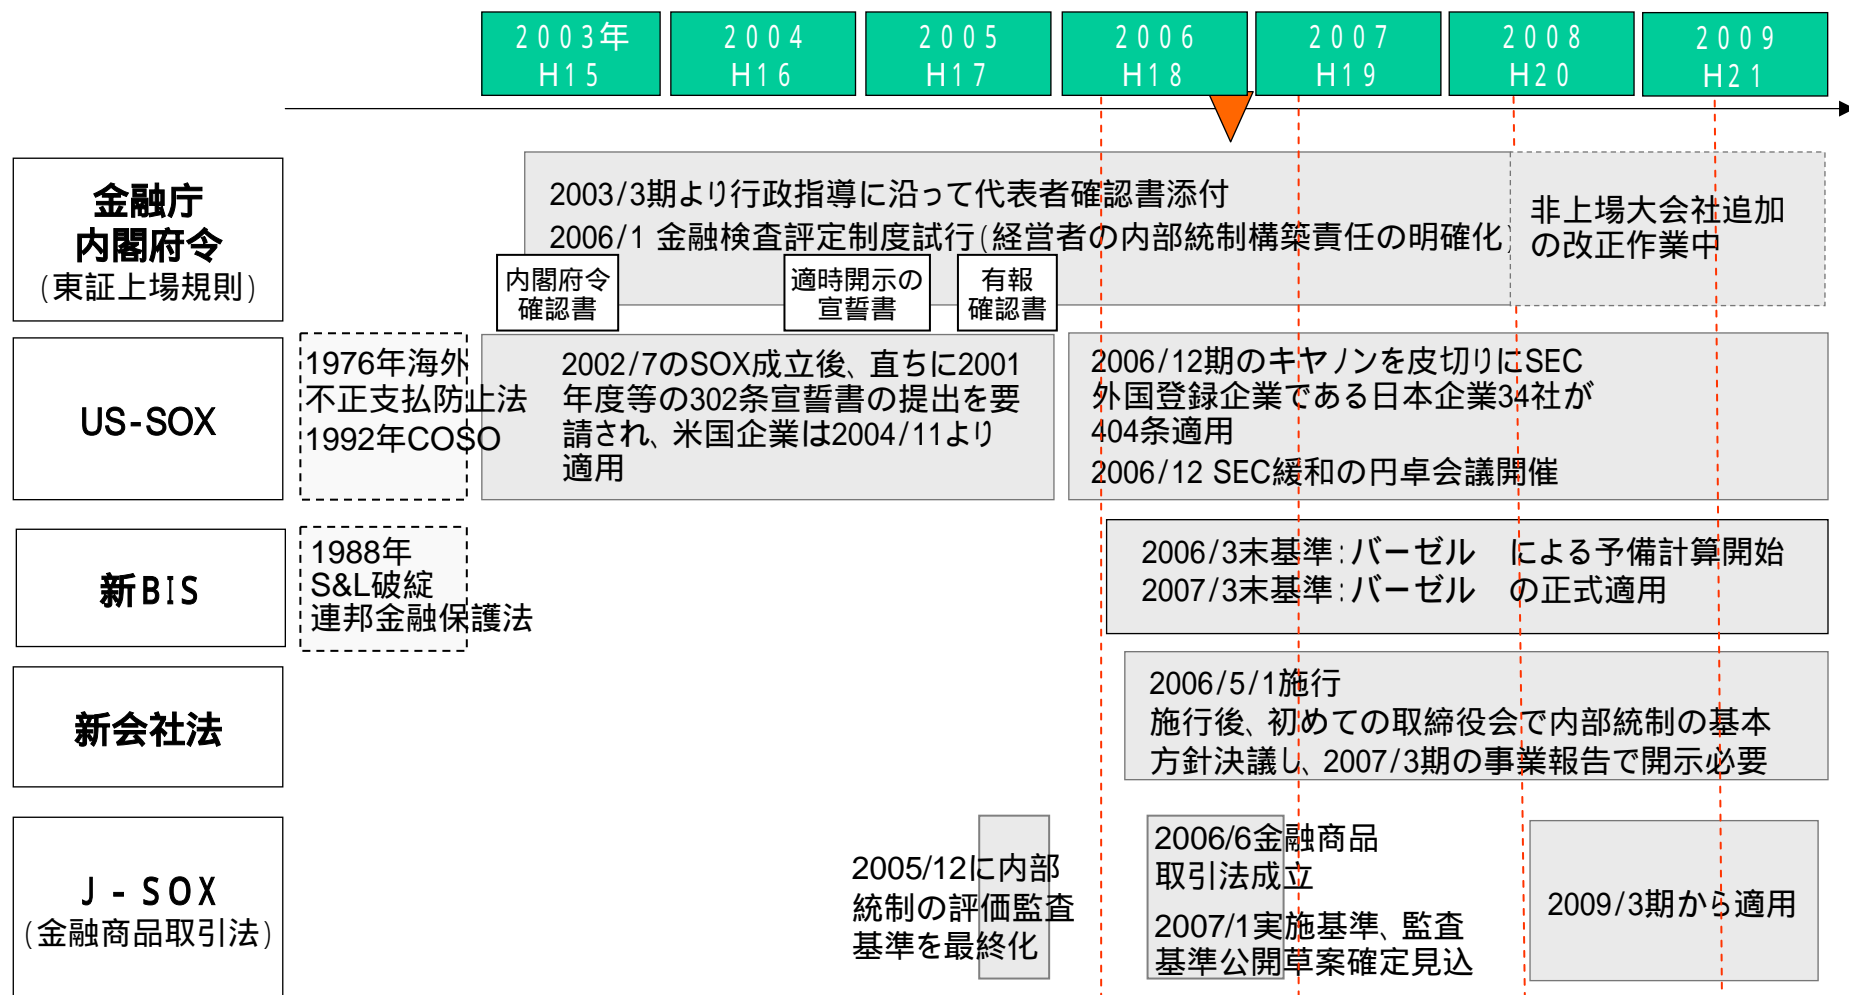 2003年
H15
2004
H16
2005
H17
2006
H18
2007
H19
2008
H20
2009
H21
金融庁
内閣府令
(東証上場規則)
2003/3期より行政指導に沿って代表者確認書添付
2006/1 金融検査評定制度試行(経営者の内部統制構築責任の明確化)
非上場大会社追加
の改正作業中
内閣府令
確認書
適時開示の
宣誓書
有報
確認書
US-SOX
1976年海外
不正支払防止法
1992年COSO
2002/7のSOX成立後、直ちに2001
年度等の302条宣誓書の提出を要
請され、米国企業は2004/11より
適用
2006/12期のキヤノンを皮切りにSEC
外国登録企業である日本企業34社が
404条適用
2006/12 SEC緩和の円卓会議開催
新BIS
1988年
S&L破綻
連邦金融保護法
2006/3末基準:バーゼル による予備計算開始
2007/3末基準:バーゼル の正式適用
新会社法
2006/5/1施行
施行後、初めての取締役会で内部統制の基本
方針決議し、2007/3期の事業報告で開示必要
J-SOX
(金融商品取引法)
2005/12に内部
統制の評価監査
基準を最終化
2006/6金融商品
取引法成立
2007/1実施基準、監査
基準公開草案確定見込
2009/3期から適用